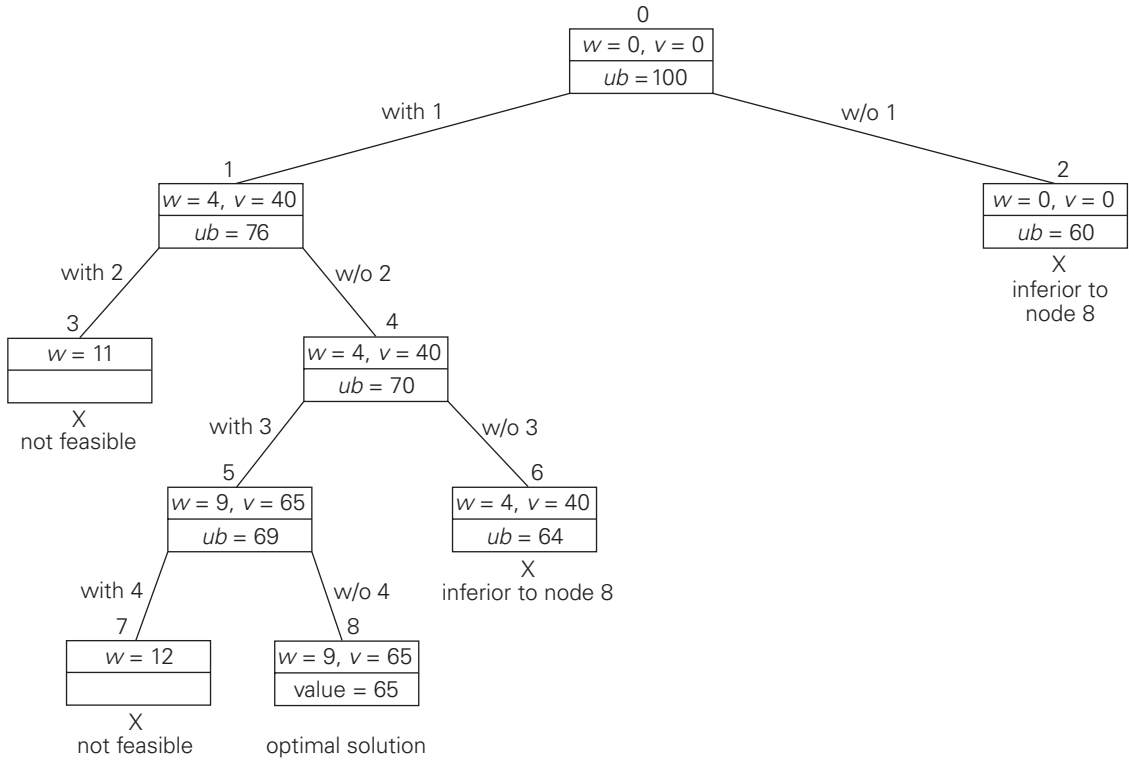 0
w = 0, v = 0
ub = 100
with 1
w/o 1
1
w = 4, v = 40
ub = 76
2
w = 0, v = 0
ub = 60
X
inferior to
node 8
with 2
w/o 2
3
w = 11
X
not feasible
4
w = 4, v = 40
ub = 70
with 3
w/o 3
5
w = 9, v = 65
ub = 69
6
w = 4, v = 40
ub = 64
X
inferior to node 8
with 4
w/o 4
7
w = 12
X
not feasible
8
w = 9, v = 65
value = 65
optimal solution